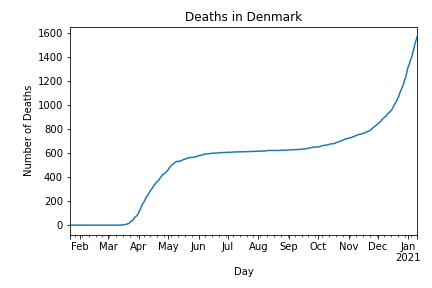 Deaths in Denmark
Number of Deaths
1600
1400
1200
1000
800
600
400
200
0
Feb Mar Apr May Jun Jul Aug Sep Oct Nov Dec Jan
2021
Day